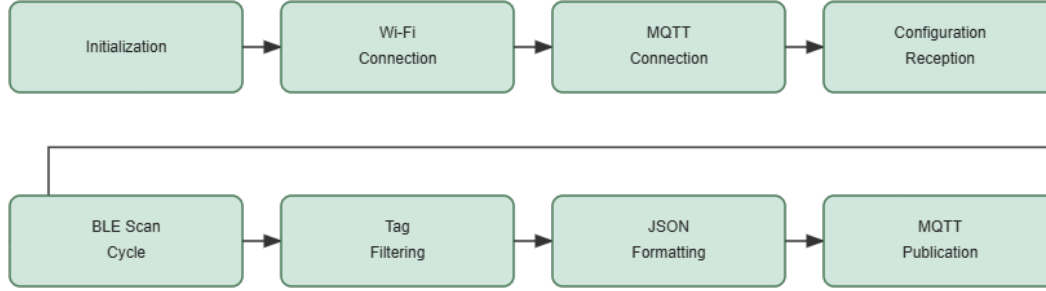 Initialization
Wi-Fi
Connection
MQTT
Connection
Configuration
Reception
BLE Scan
Cycle
Tag
Filtering
JSON
Formatting
MQTT
Publication